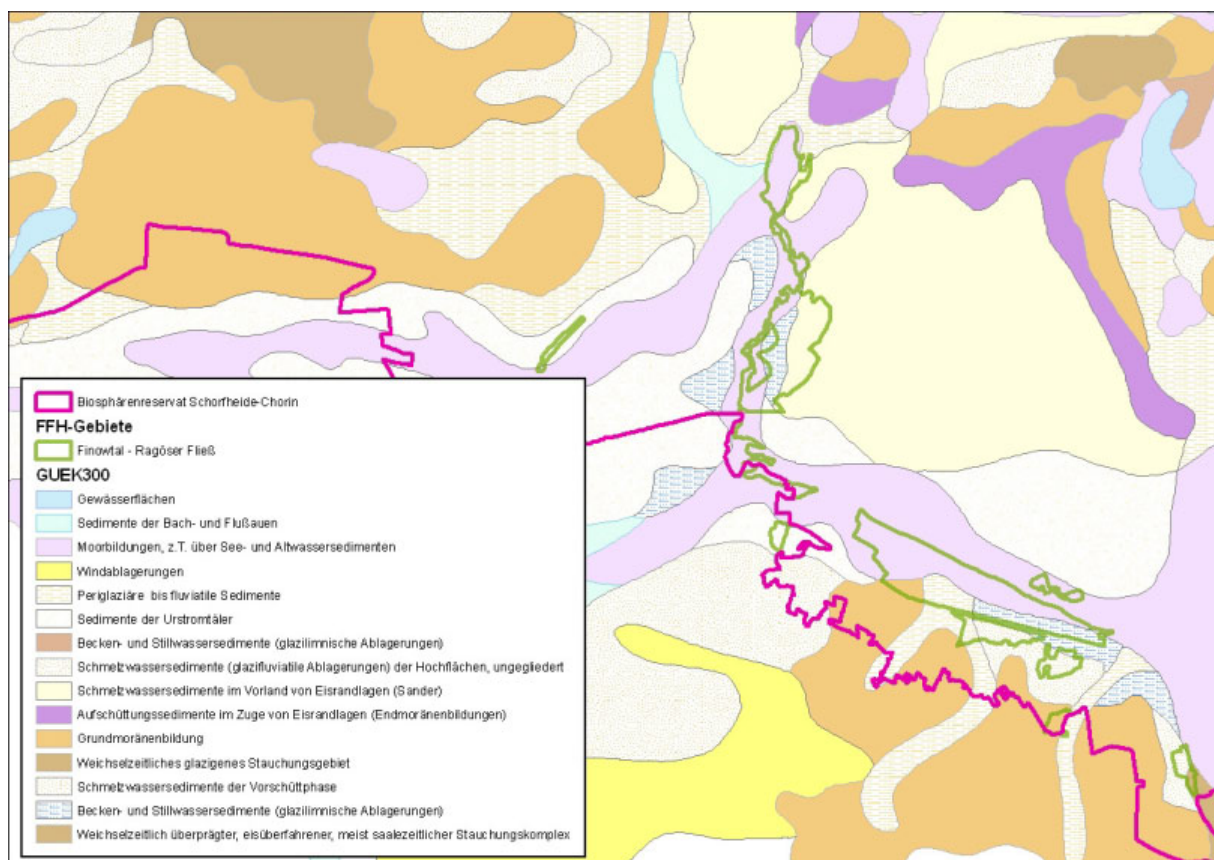 Biosphärenreservat Schorfheide-Chorin
FFH-Gebiete
Finowtal - Ragöser Fließ
GUEK300
Gewässerflächen
Sedimente der Bach- und Flußauen
Moorbildungen, z.T. über See- und Altwassersedimenten
Windablagerungen
Periglaziäre bis fluviatile Sedimente
Sedimente der Urstromtäler
Becken- und Stillwassersedimente (glazilimnische Ablagerungen)
Schmelzwassersedimente (glazifluviatile Ablagerungen) der Hochflächen, ungegliedert
Schmelzwassersedimente im Vorland von Eisrandlagen (Sander)
Aufschüttungssedimente im Zuge von Eisrandlagen (Endmoränenbildungen)
Grundmoränenbildung
Weichselzeitliches glazigenes Stauchungsgebiet
Schmelzwassersedimente der Vorschüttphase
Becken- und Stillwassersedimente (glazilimnische Ablagerungen)
Weichselzeitlich überprägter, eisüberfahrener, meist saalezeitlicher Stauchungskomplex